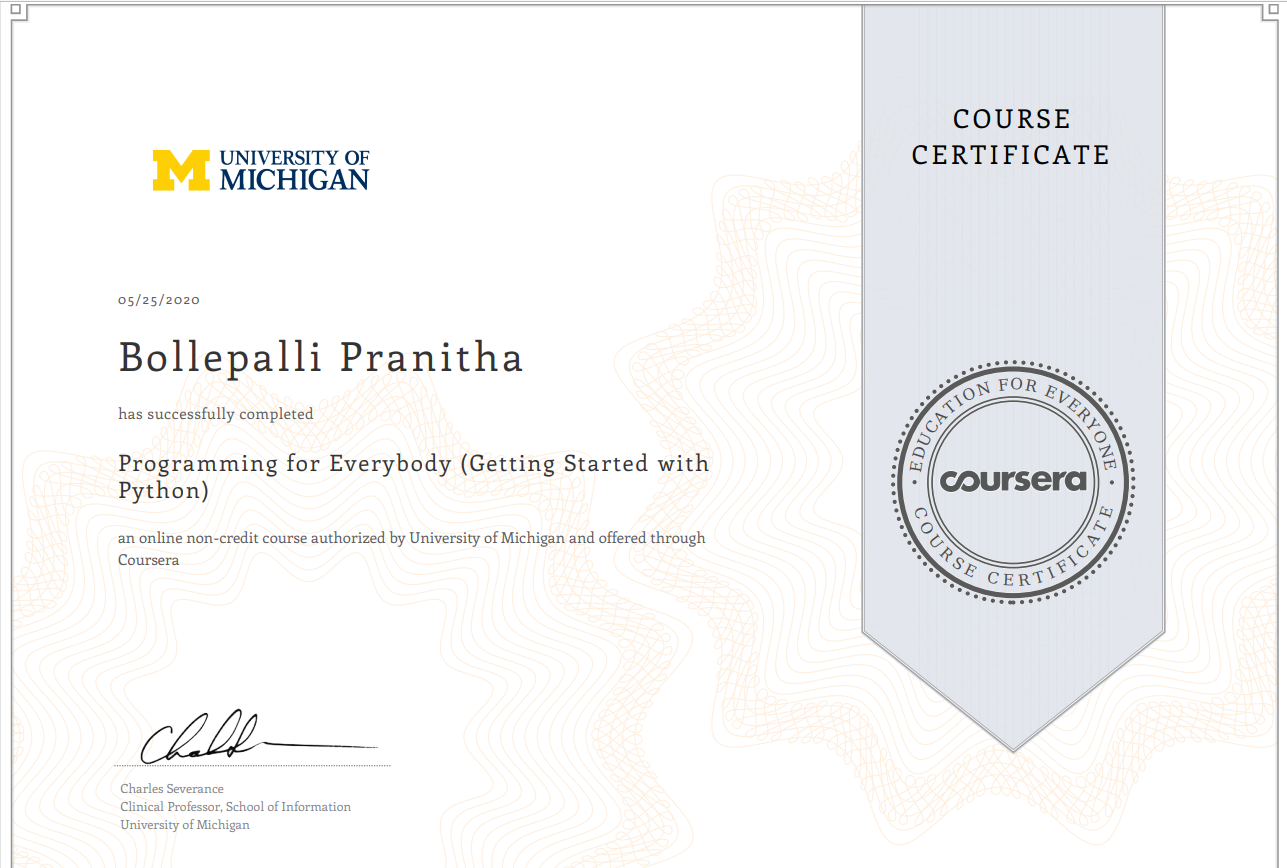 COURSE
CERTIFICATE
UNIVERSITY OF
MICHIGAN
05/25/2020
Bollepalli Pranitha
has successfully completed
Programming for Everybody (Getting Started with
Python)
an online non-credit course authorized by University of Michigan and offered through
Coursera
EDUCATION FOR EVERYONE
coursera
COURSE CERTIFICATE
Charles Severance
Clinical Professor, School of Information
University of Michigan